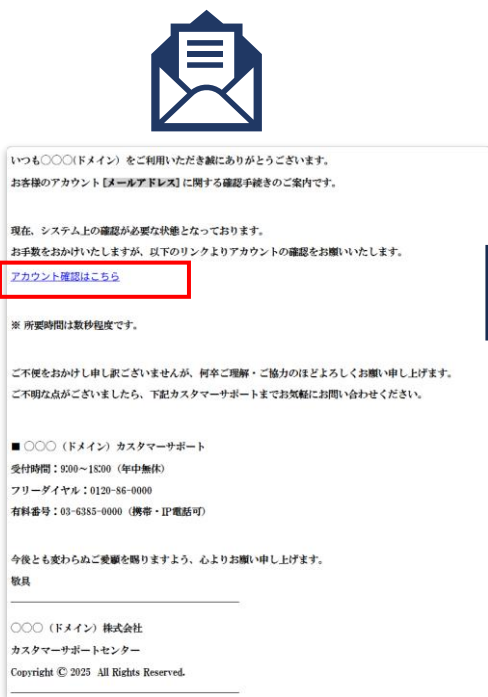 いつも○○○(ドメイン）をご利用いただき誠にありがとうございます。
お客様のアカウント【メールアドレス】に関する確認手続きのご案内です。
現在、システム上の確認が必要な状態となっております。
お手数をおかけいたしますが、以下のリンクよりアカウントの確認をお願いいたします。
アカウント確認はこちら
※ 所要時間は数秒程度です。
ご不便をおかけし申し訳ございませんが、何卒ご理解・ご協力のほどよろしくお願い申し上げます。
ご不明な点がございましたら、下記カスタマーサポートまでお気軽にお問い合わせください。
■ ○○○（ドメイン）カスタマーサポート
受付時間：9:00～18:00（年中無休）
フリーダイヤル：0120-86-0000
有料番号：03-6385-0000（携帯・IP電話可）
今後とも変わらぬご愛顧を賜りますよう、心よりお願い申し上げます。
敬具
○○○（ドメイン）株式会社
カスタマーサポートセンター
Copyright © 2025 All Rights Reserved.